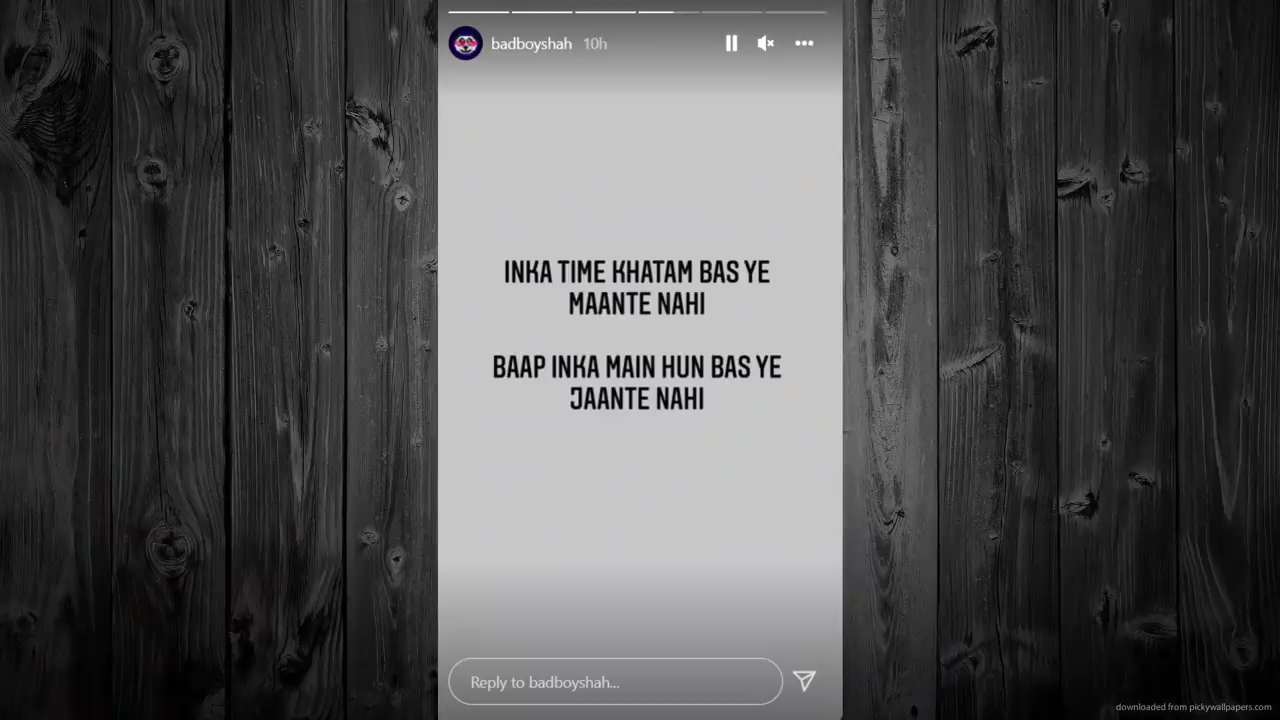 badboyshah 10h
INKA TIME KHATAM BAS YE
MAANTE NAHI
BAAP INKA MAIN HUN BAS YE
JAANTE NAHI
Reply to badboyshah...
downloaded from pickywallpapers.com